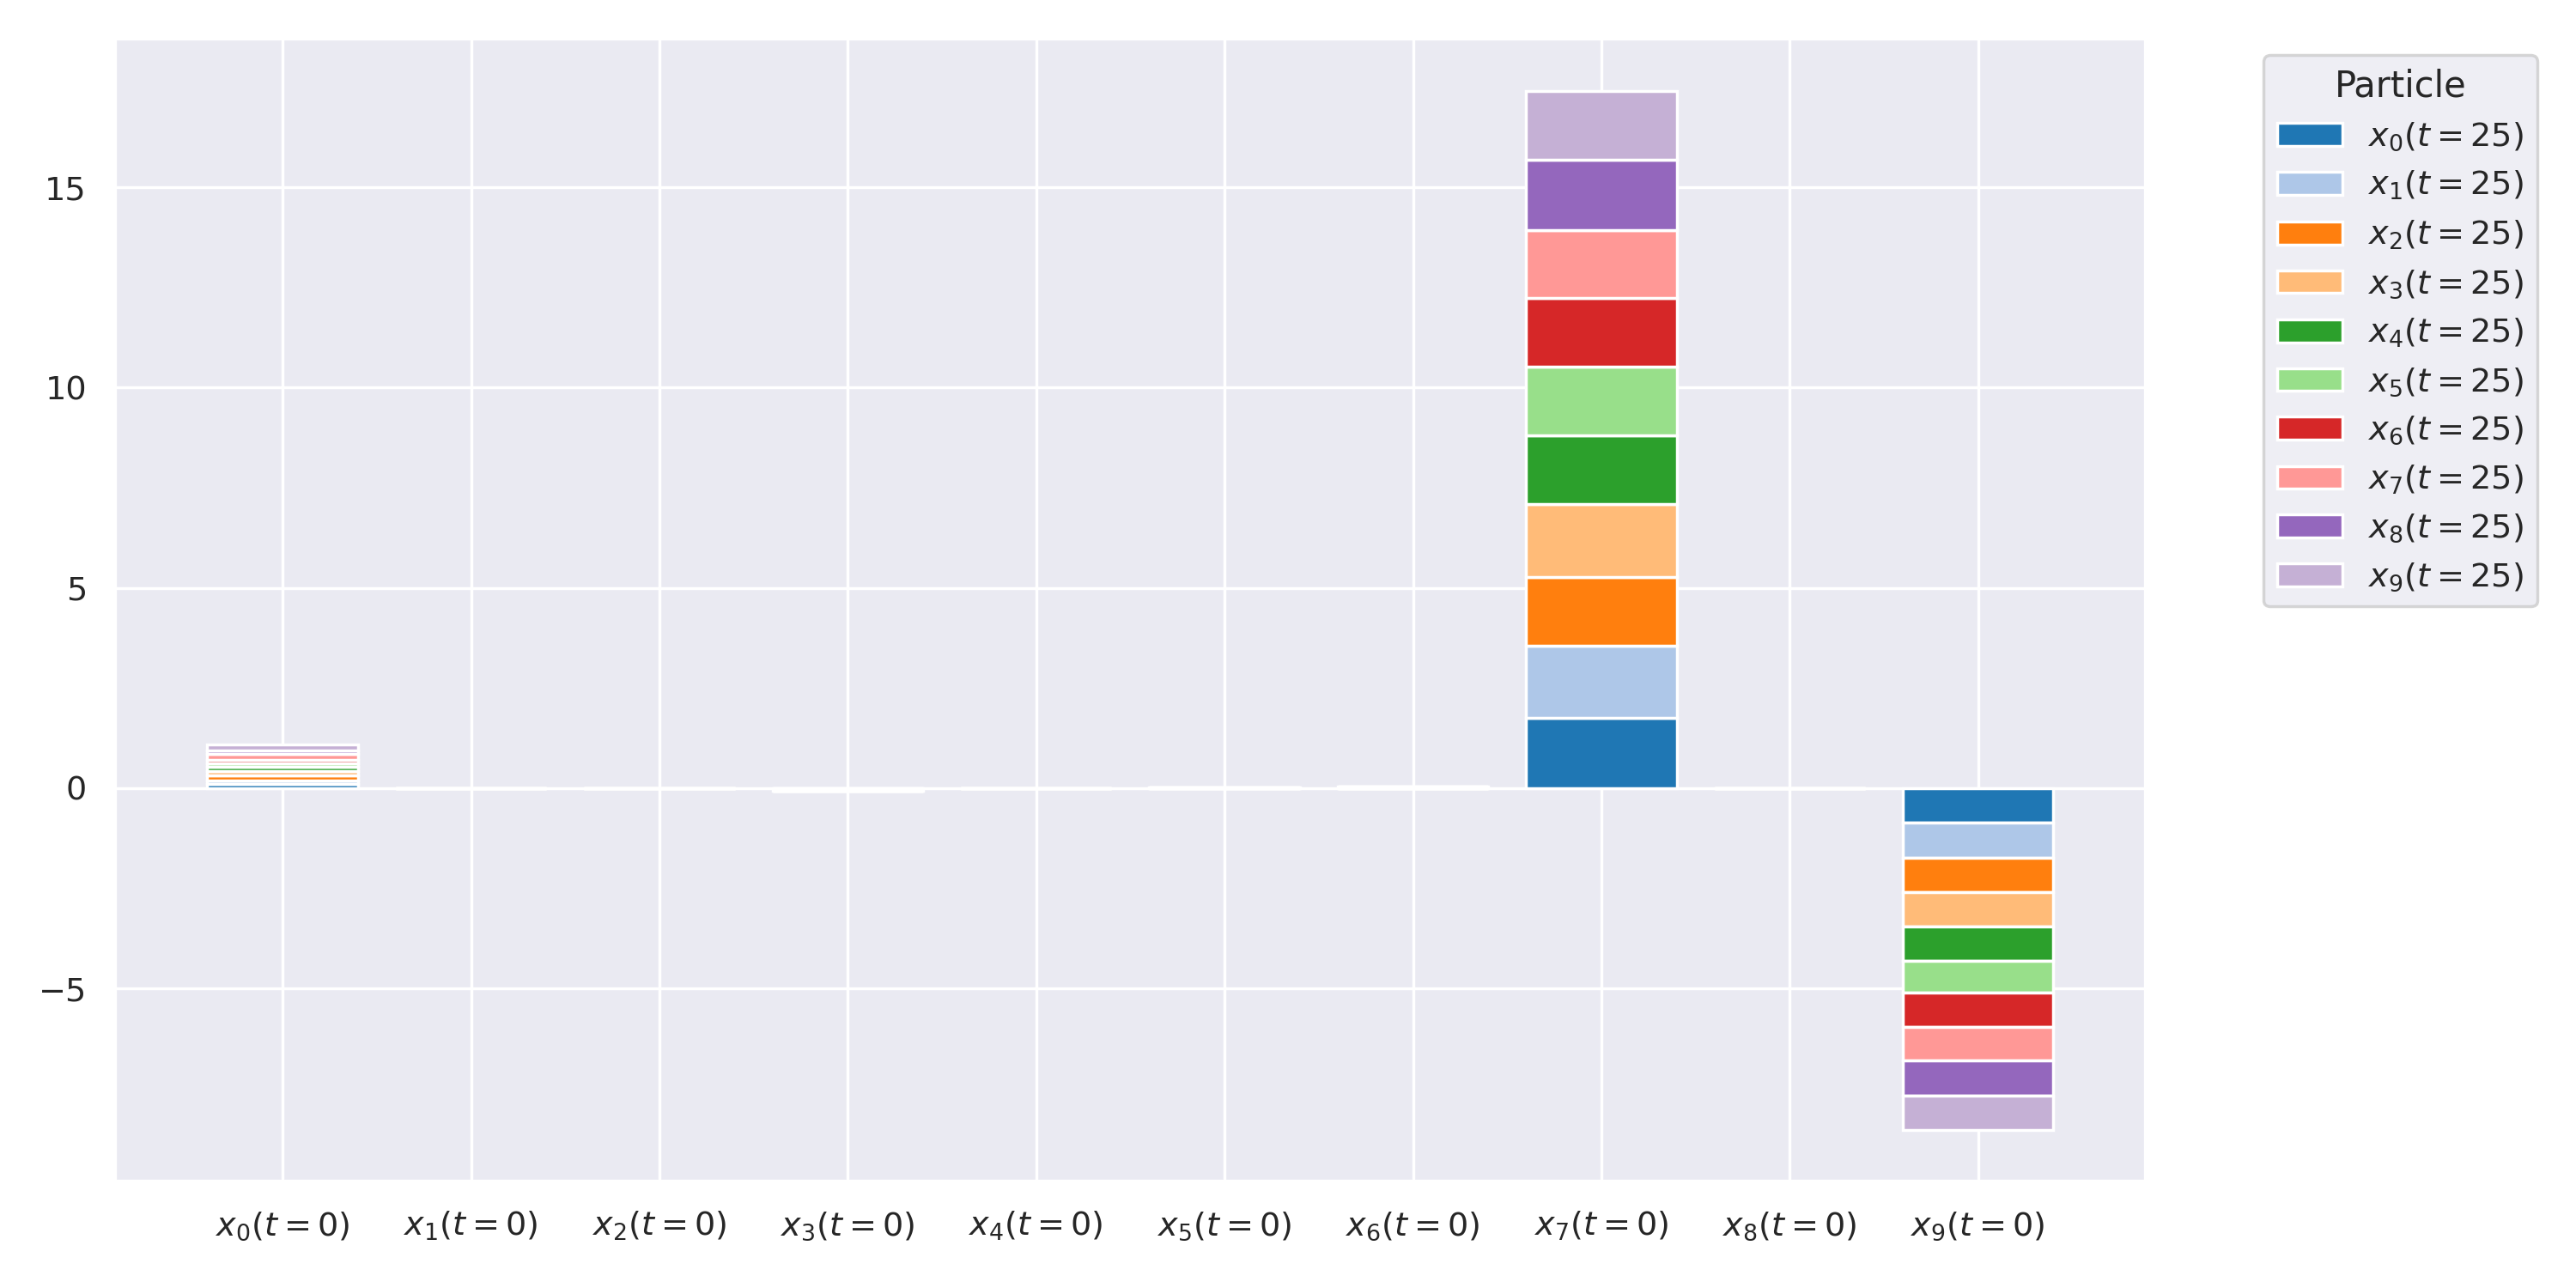 15
10
5
0
−5
x₀(t = 0) x₁(t = 0) x₂(t = 0) x₃(t = 0) x₄(t = 0) x₅(t = 0) x₆(t = 0) x₇(t = 0) x₈(t = 0) x₉(t = 0)
Particle
x₀(t = 25)
x₁(t = 25)
x₂(t = 25)
x₃(t = 25)
x₄(t = 25)
x₅(t = 25)
x₆(t = 25)
x₇(t = 25)
x₈(t = 25)
x₉(t = 25)